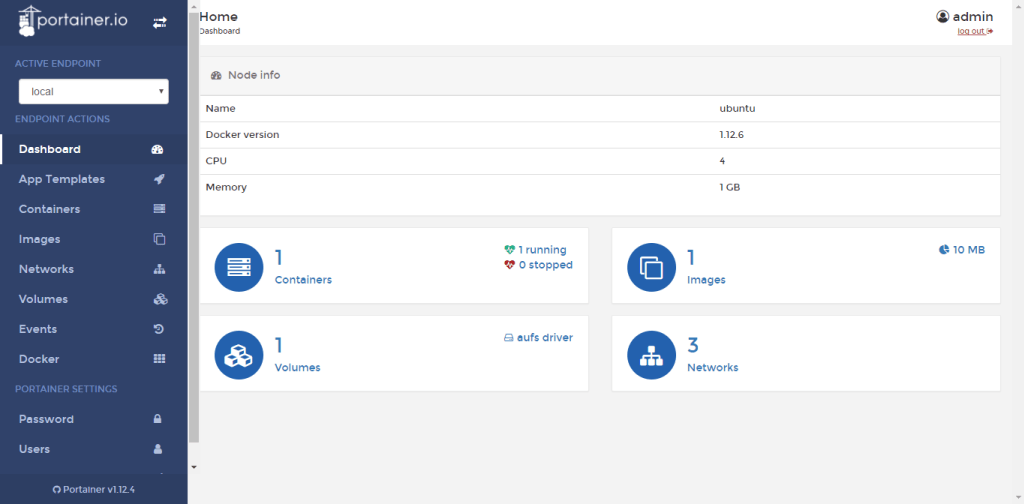 portainer.io
ACTIVE ENDPOINT
local
ENDPOINT ACTIONS
Dashboard
App Templates
Containers
Images
Networks
Volumes
Events
Docker
PORTAINER SETTINGS
Password
Users
Portainer v1.12.4
Home
Dashboard
admin
log out
Node info
Name ubuntu
Docker version 1.12.6
CPU 4
Memory 1 GB
1
Containers
1 running
0 stopped
1
Images
10 MB
1
Volumes
aufs driver
3
Networks